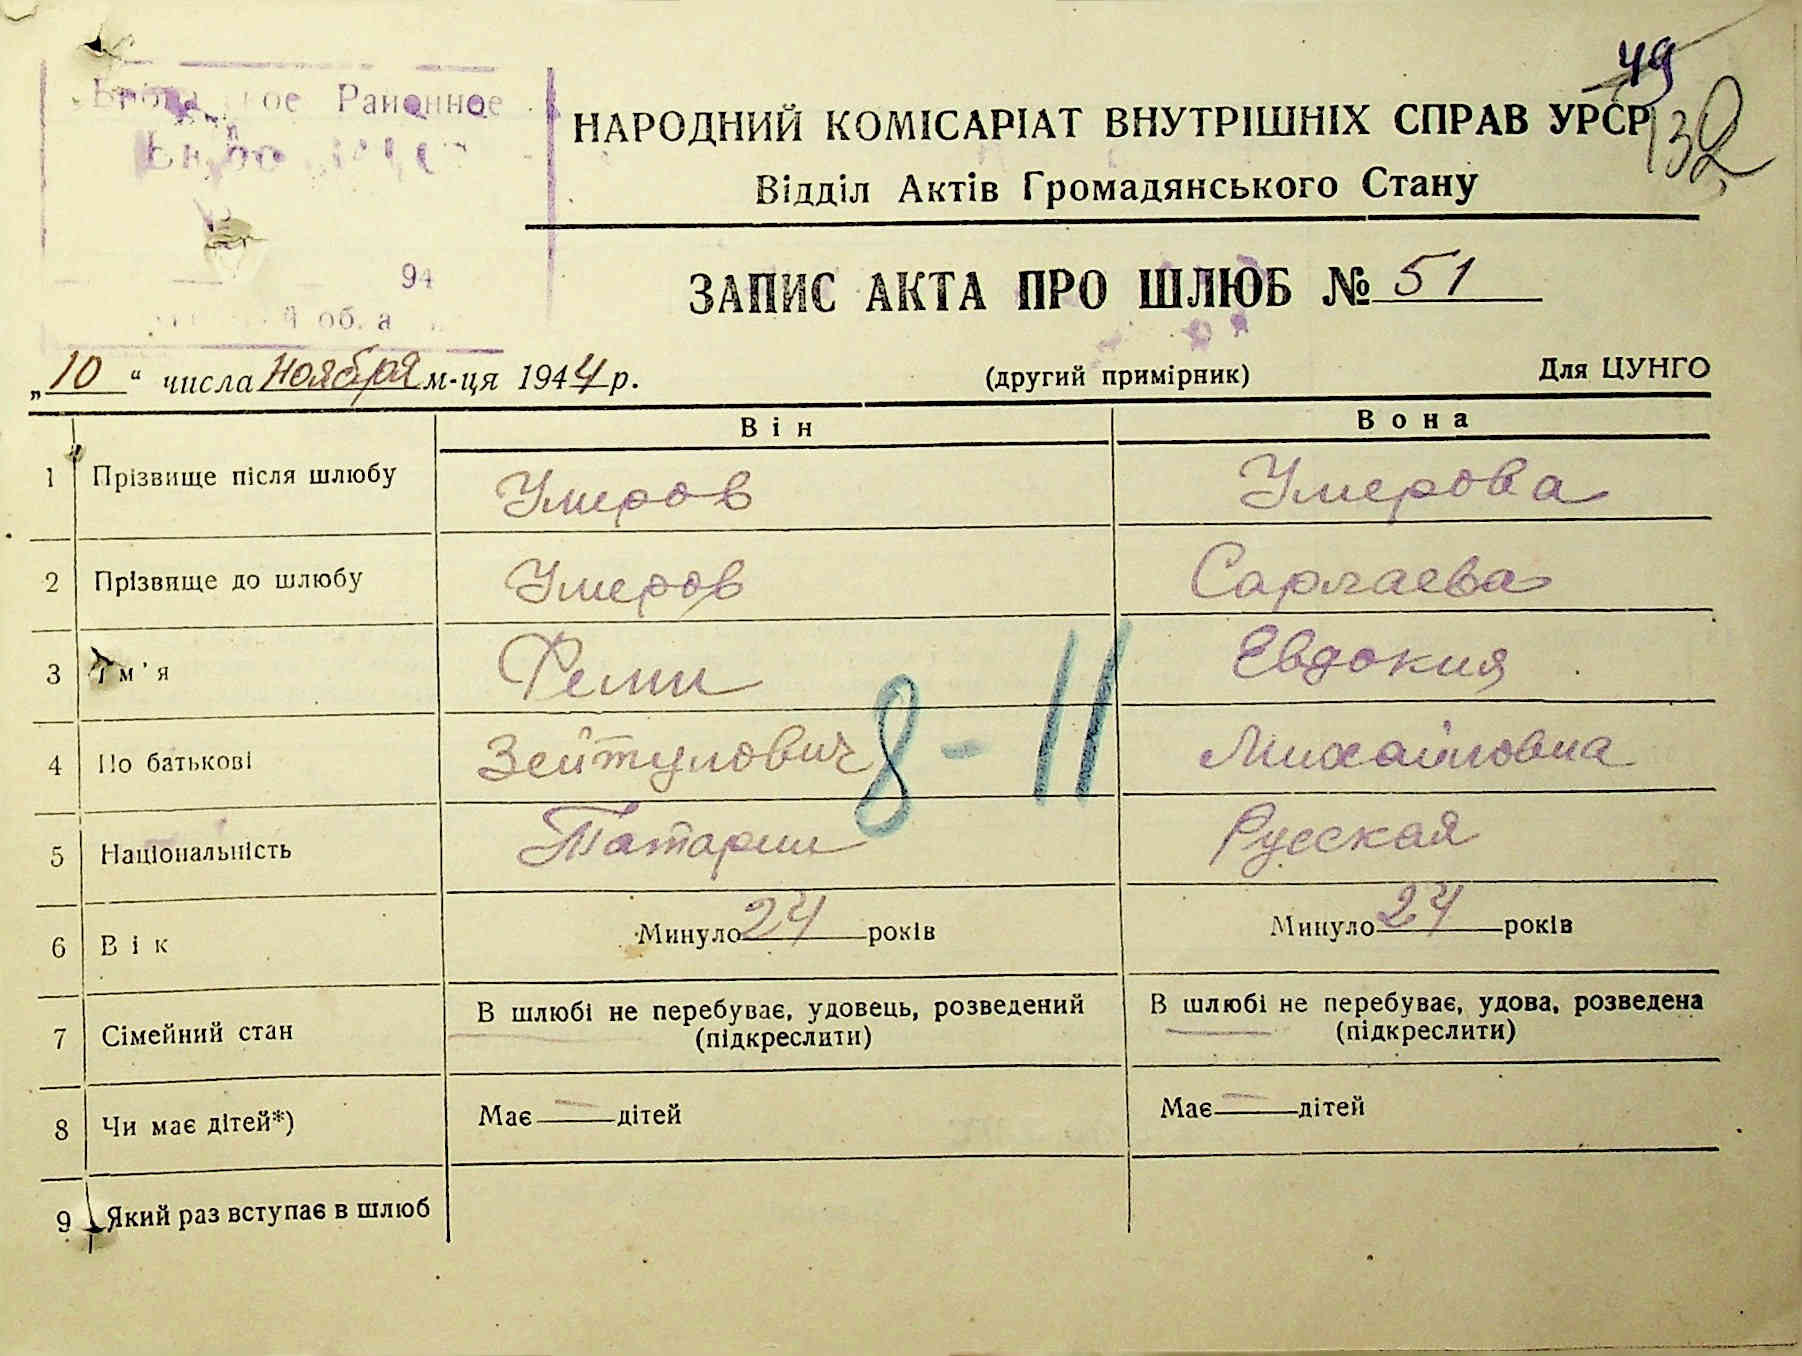 Районное
49
132
НАРОДНИЙ КОМІСАРІАТ ВНУТРІШНІХ СПРАВ УРСР
Відділ Актів Громадянського Стану
94
ЗАПИС АКТА ПРО ШЛЮБ № 51
„10“ числа ноября м-ця 1944 р.
(другий примірник)
Для ЦУНГО
Він Вона
1 Прізвище після шлюбу Умеров Умерова
2 Прізвище до шлюбу Умеров
3 Ім'я Феми Евдокия
4 По батькові Зейтулович Михайловна
8-11
5 Національність Татарин Русская
6 Вік Минуло 24 років Минуло 24 років
7 Сімейний стан В шлюбі не перебуває, удовець, розведений (підкреслити) В шлюбі не перебуває, удова, розведена (підкреслити)
8 Чи має дітей*) Має — дітей Має — дітей
9 Який раз вступає в шлюб